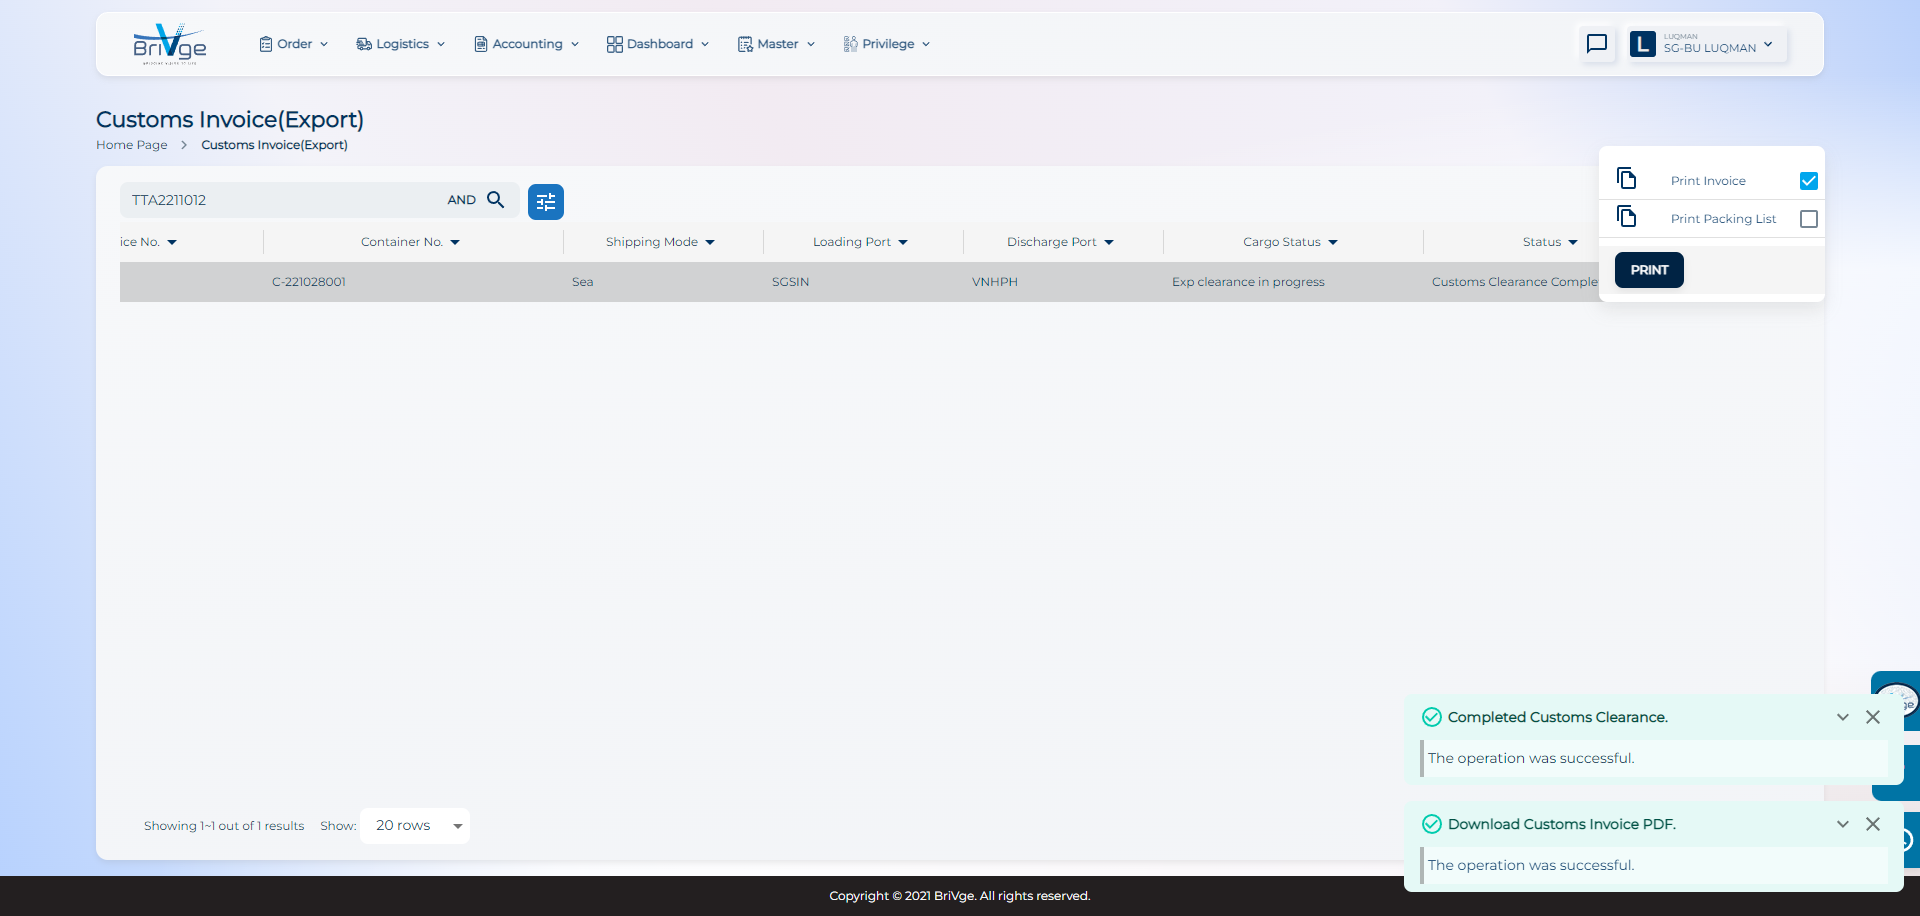 BriVge
Order
Logistics
Accounting
Dashboard
Master
Privilege
L
LUQMAN
SG-BU LUQMAN
Customs Invoice(Export)
Home Page
Customs Invoice(Export)
Print Invoice
Print Packing List
PRINT
TTA2211012
AND
ice No.
Container No.
Shipping Mode
Loading Port
Discharge Port
Cargo Status
Status
C-221028001
Sea
SGSIN
VNHPH
Exp clearance in progress
Customs Clearance Comple
Completed Customs Clearance.
The operation was successful.
Download Customs Invoice PDF.
The operation was successful.
Showing 1~1 out of 1 results
Show:
20 rows
Copyright © 2021 BriVge. All rights reserved.